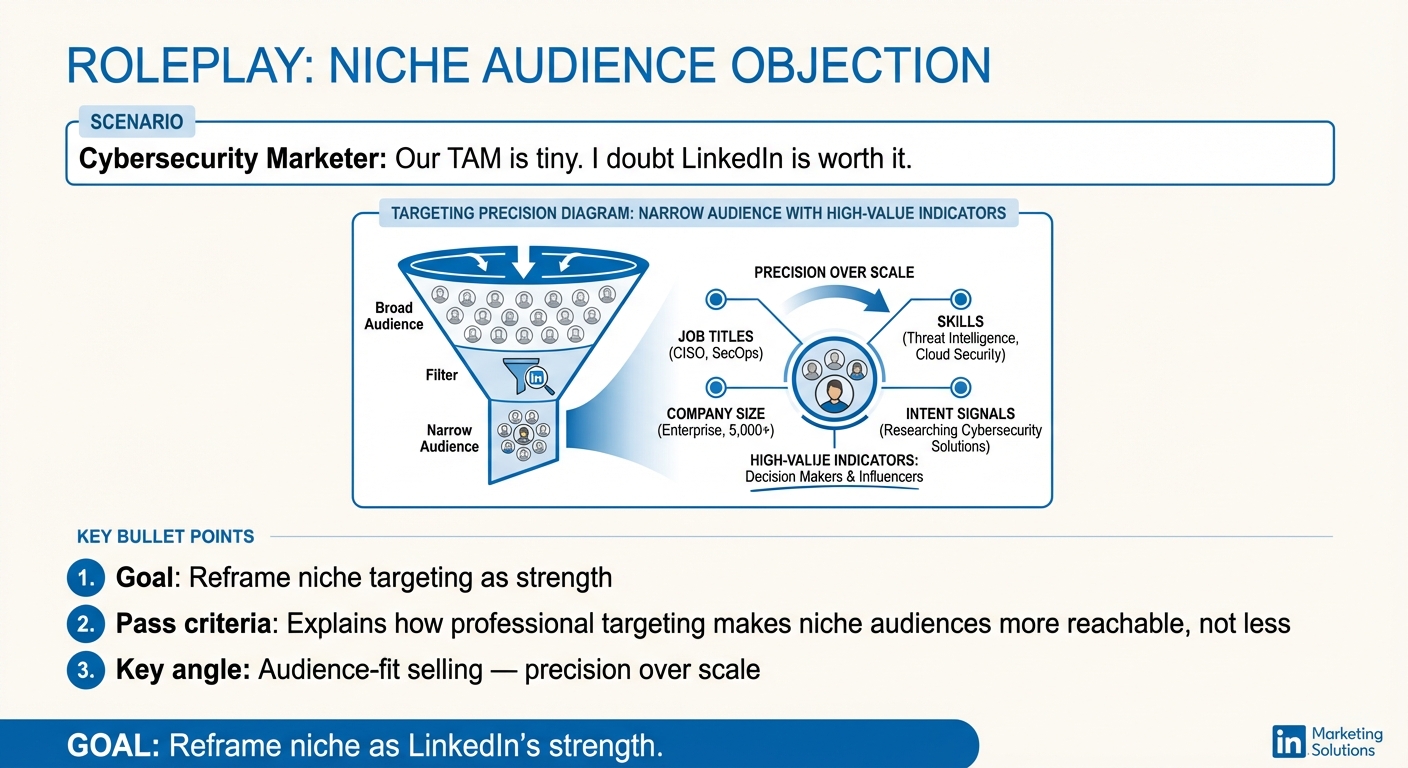 ROLEPLAY: NICHE AUDIENCE OBJECTION
SCENARIO
Cybersecurity Marketer: Our TAM is tiny. I doubt LinkedIn is worth it.
TARGETING PRECISION DIAGRAM: NARROW AUDIENCE WITH HIGH-VALUE INDICATORS
Broad
Audience
Filter
in
Narrow
Audience
PRECISION OVER SCALE
JOB TITLES
(CISO, SecOps)
SKILLS
(Threat Intelligence,
Cloud Security)
COMPANY SIZE
(Enterprise, 5,000+)
INTENT SIGNALS
(Researching Cybersecurity
Solutions)
HIGH-VALUE INDICATORS:
Decision Makers & Influencers
KEY BULLET POINTS
1. Goal: Reframe niche targeting as strength
2. Pass criteria: Explains how professional targeting makes niche audiences more reachable, not less
3. Key angle: Audience-fit selling — precision over scale
GOAL: Reframe niche as LinkedIn's strength.
in Marketing
Solutions